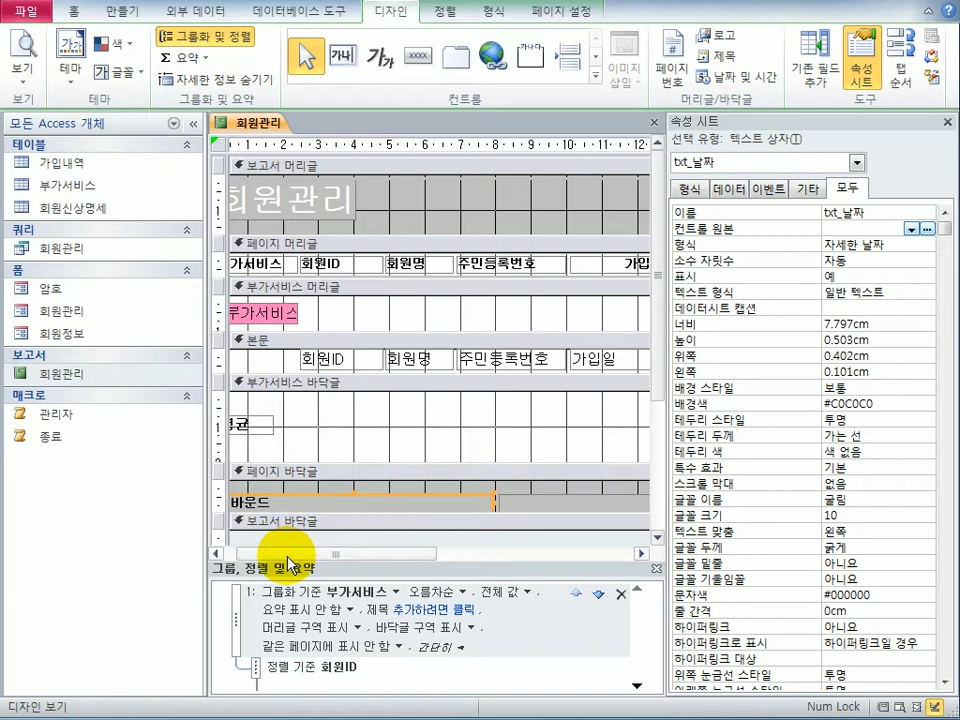 파일 홈 만들기 외부 데이터 데이터베이스 도구 디자인 정렬 형식 페이지 설정
보기
보기
가가
테마
색
가 글꼴
테마
그룹화 및 정렬
Σ 요약
자세한 정보 숨기기
그룹화 및 요약
가나
가가
xxxx
가나다
컨트롤
이미지 삽입
페이지 번호
로고
제목
날짜 및 시간
머리글/바닥글
기존 필드 추가
속성 시트
탭 순서
도구
모든 Access 개체
테이블
가입내역
부가서비스
회원신상명세
쿼리
회원관리
폼
암호
회원관리
회원정보
보고서
회원관리
매크로
관리자
종료
회원관리
1 2 3 4 5 6 7 8 9 10 11 12
보고서 머리글
회원관리
페이지 머리글
가서비스 회원ID 회원명 주민등록번호 가입
부가서비스 머리글
부가서비스
본문
회원ID 회원명 주민등록번호 가입일
부가서비스 바닥글
평균
페이지 바닥글
바운드
보고서 바닥글
그룹, 정렬 및 요약
1: 그룹화 기준 부가서비스 오름차순 , 전체 값 ,
요약 표시 안 함 , 제목 추가하려면 클릭,
머리글 구역 표시 , 바닥글 구역 표시 ,
같은 페이지에 표시 안 함 , 간단히
정렬 기준 회원ID
속성 시트
선택 유형: 텍스트 상자(T)
txt_날짜
형식 데이터 이벤트 기타 모두
이름 txt_날짜
컨트롤 원본
형식 자세한 날짜
소수 자릿수 자동
표시 예
텍스트 형식 일반 텍스트
데이터시트 캡션
너비 7.797cm
높이 0.503cm
위쪽 0.402cm
왼쪽 0.101cm
배경 스타일 보통
배경색 #C0C0C0
테두리 스타일 투명
테두리 두께 가는 선
테두리 색 색 없음
특수 효과 기본
스크롤 막대 없음
글꼴 이름 굴림
글꼴 크기 10
텍스트 맞춤 왼쪽
글꼴 두께 굵게
글꼴 밑줄 아니요
글꼴 기울임꼴 아니요
문자색 #000000
줄 간격 0cm
하이퍼링크 아니요
하이퍼링크로 표시 하이퍼링크일 경우
하이퍼링크 대상
위쪽 눈금선 스타일 투명
디자인 보기
Num Lock